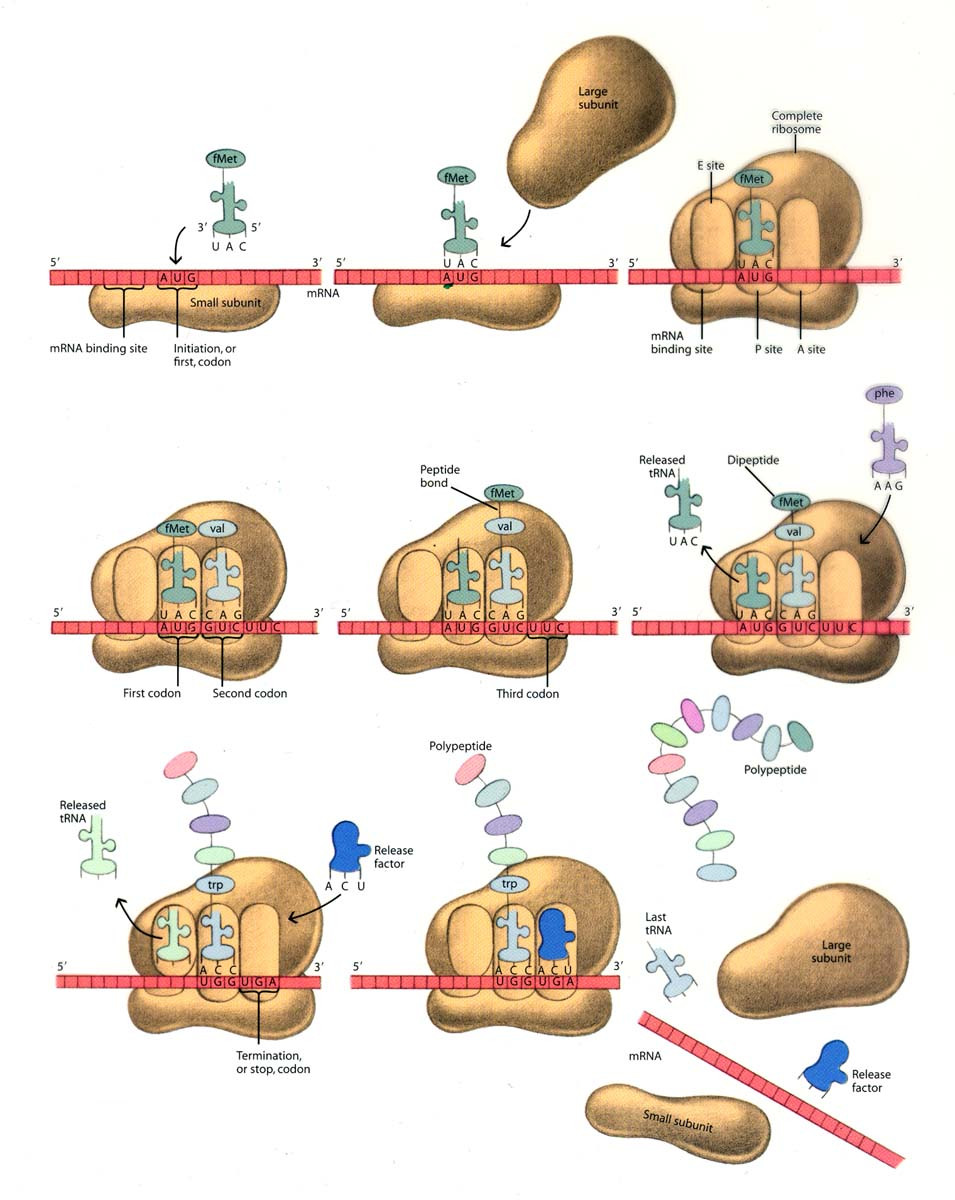 Large
subunit
fMet
3′ 5′
U A C
5′ A U G 3′
Small subunit
mRNA binding site
Initiation, or
first, codon
fMet
U A C
5′ A U G 3′
mRNA
Complete
ribosome
E site
fMet
U A C
5′ A U G 3′
mRNA
binding site
P site
A site
fMet val
U A C C A G
5′ A U G G U C U U C 3′
First codon
Second codon
Peptide
bond
fMet
val
U A C C A G
5′ A U G G U C U U C 3′
Third codon
phe
A A G
Released
tRNA
U A C
Dipeptide
fMet
val
U A C C A G
5′ A U G G U C U U C 3′
Released
tRNA
trp
Release
factor
A C U
A C C
5′ U G G U G A 3′
Termination,
or stop, codon
Polypeptide
trp
A C C A C U
5′ U G G U G A 3′
Polypeptide
Last
tRNA
Large
subunit
mRNA
Release
factor
Small subunit